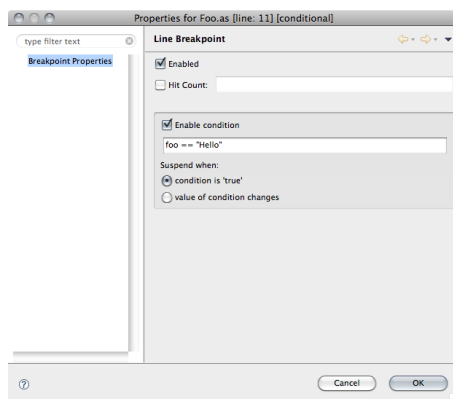 Properties for Foo.as [line: 11] [conditional]
type filter text
Line Breakpoint
Breakpoint Properties
Enabled
Hit Count:
Enable condition
foo == "Hello"
Suspend when:
condition is 'true'
value of condition changes
?
Cancel
OK